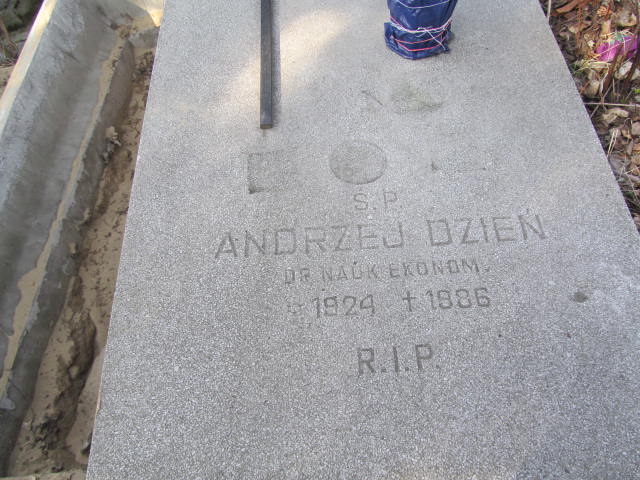 Ś.P.
ANDRZEJ DZIEŃ
DR NAUK EKONOM.
* 1924 † 1986
R.I.P.